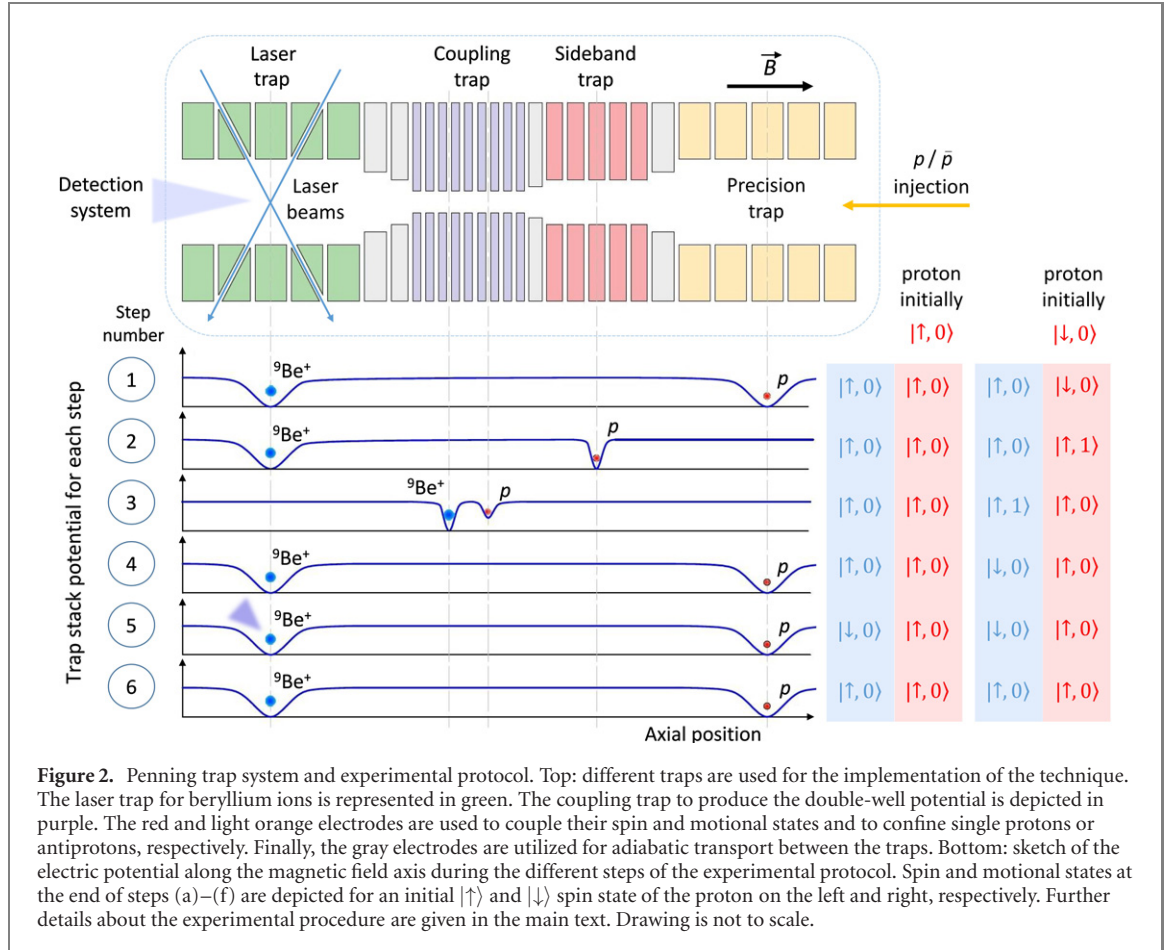 Laser
trap
Coupling
trap
Sideband
trap
B
p / p̄
injection
Detection
system
Laser
beams
Precision
trap
proton
initially
|↑, 0⟩
proton
initially
|↓, 0⟩
Step
number
Trap stack potential for each step
1
⁹Be⁺
p
|↑, 0⟩ |↑, 0⟩ |↑, 0⟩ |↓, 0⟩
2
⁹Be⁺
p
|↑, 0⟩ |↑, 0⟩ |↑, 0⟩ |↑, 1⟩
3
⁹Be⁺
p
|↑, 0⟩ |↑, 0⟩ |↑, 1⟩ |↑, 0⟩
4
⁹Be⁺
p
|↑, 0⟩ |↑, 0⟩ |↓, 0⟩ |↑, 0⟩
5
⁹Be⁺
p
|↓, 0⟩ |↑, 0⟩ |↓, 0⟩ |↑, 0⟩
6
⁹Be⁺
p
|↑, 0⟩ |↑, 0⟩ |↑, 0⟩ |↑, 0⟩
Axial position
Figure 2. Penning trap system and experimental protocol. Top: different traps are used for the implementation of the technique.
The laser trap for beryllium ions is represented in green. The coupling trap to produce the double-well potential is depicted in
purple. The red and light orange electrodes are used to couple their spin and motional states and to confine single protons or
antiprotons, respectively. Finally, the gray electrodes are utilized for adiabatic transport between the traps. Bottom: sketch of the
electric potential along the magnetic field axis during the different steps of the experimental protocol. Spin and motional states at
the end of steps (a)–(f) are depicted for an initial |↑⟩ and |↓⟩ spin state of the proton on the left and right, respectively. Further
details about the experimental procedure are given in the main text. Drawing is not to scale.